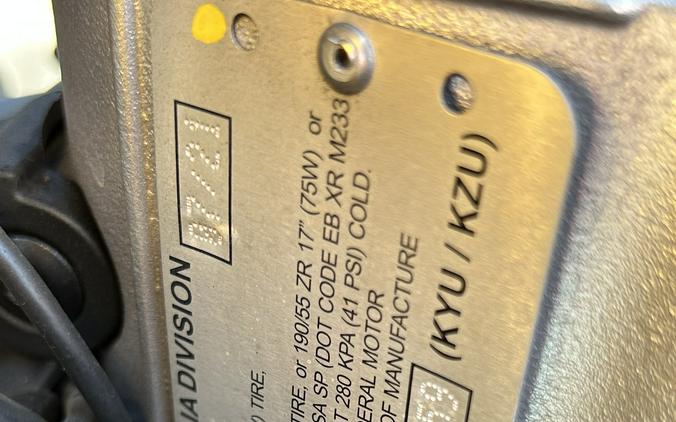 IA DIVISION 07/21
) TIRE,
TIRE, or 190/55 ZR 17" (75W) or
SA SP (DOT CODE EB XR M233
T 280 KPA (41 PSI) COLD.
ERAL MOTOR
OF MANUFACTURE
(KYU / KZU)